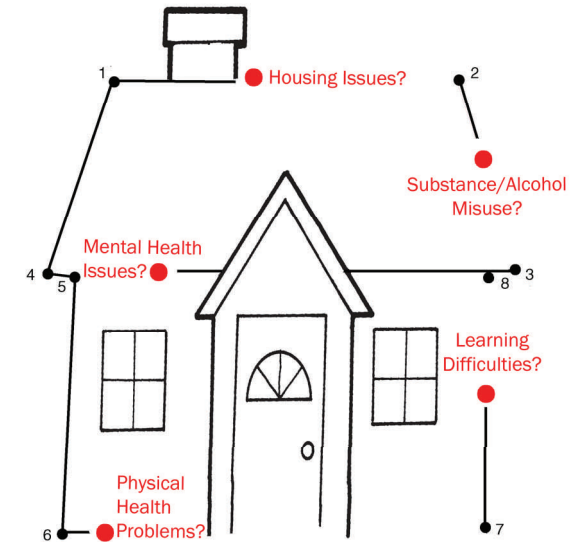 1
2
Housing Issues?
Substance/Alcohol
Misuse?
Mental Health
Issues?
4
5
3
8
Learning
Difficulties?
Physical
Health
Problems?
6
7